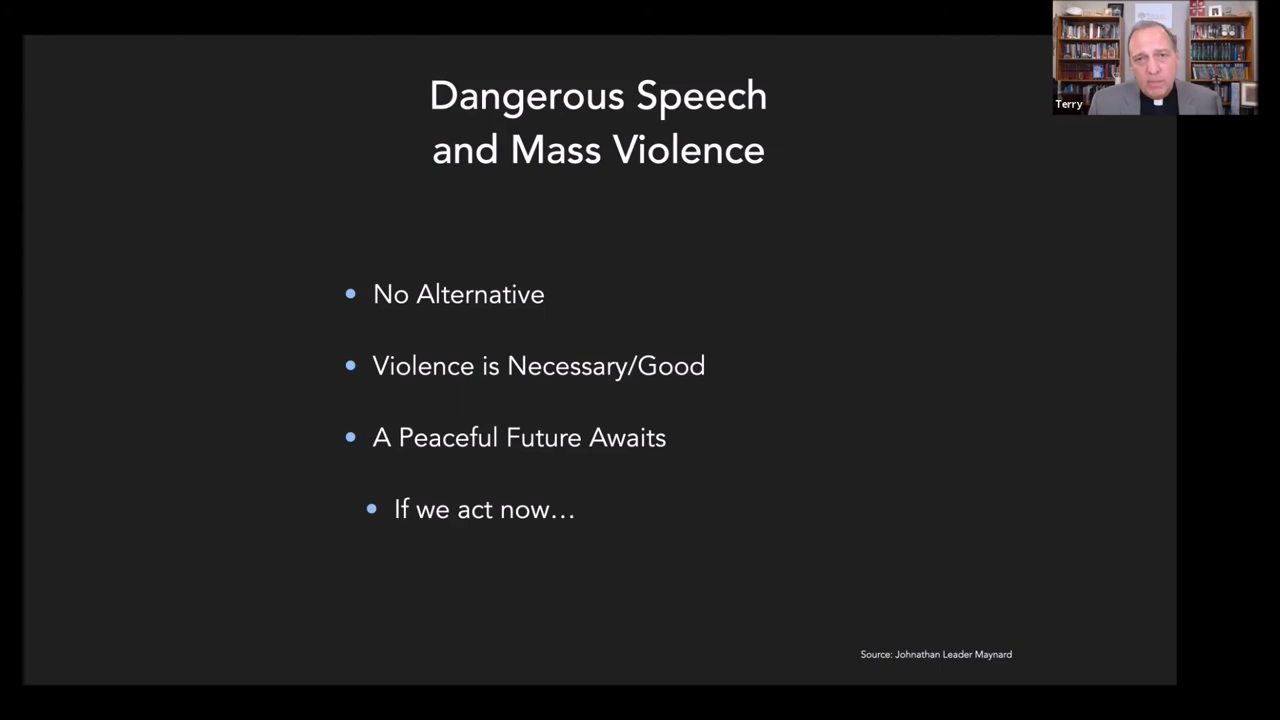 Dangerous Speech
and Mass Violence
Terry
No Alternative
Violence is Necessary/Good
A Peaceful Future Awaits
If we act now…
Source: Johnathan Leader Maynard